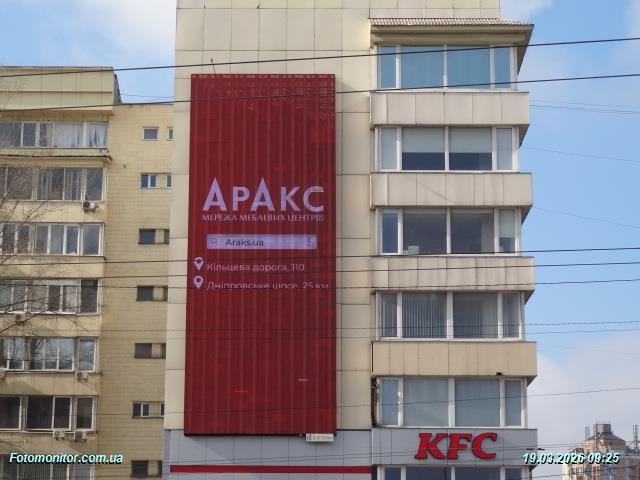 АРАКС
МЕРЕЖА МЕБЛЕВИХ ЦЕНТРІВ
Araks.ua
Кільцева дорога, 110
Дніпровське шосе, 25 км
KFC
Fotomonitor.com.ua
19.03.2026 09:25